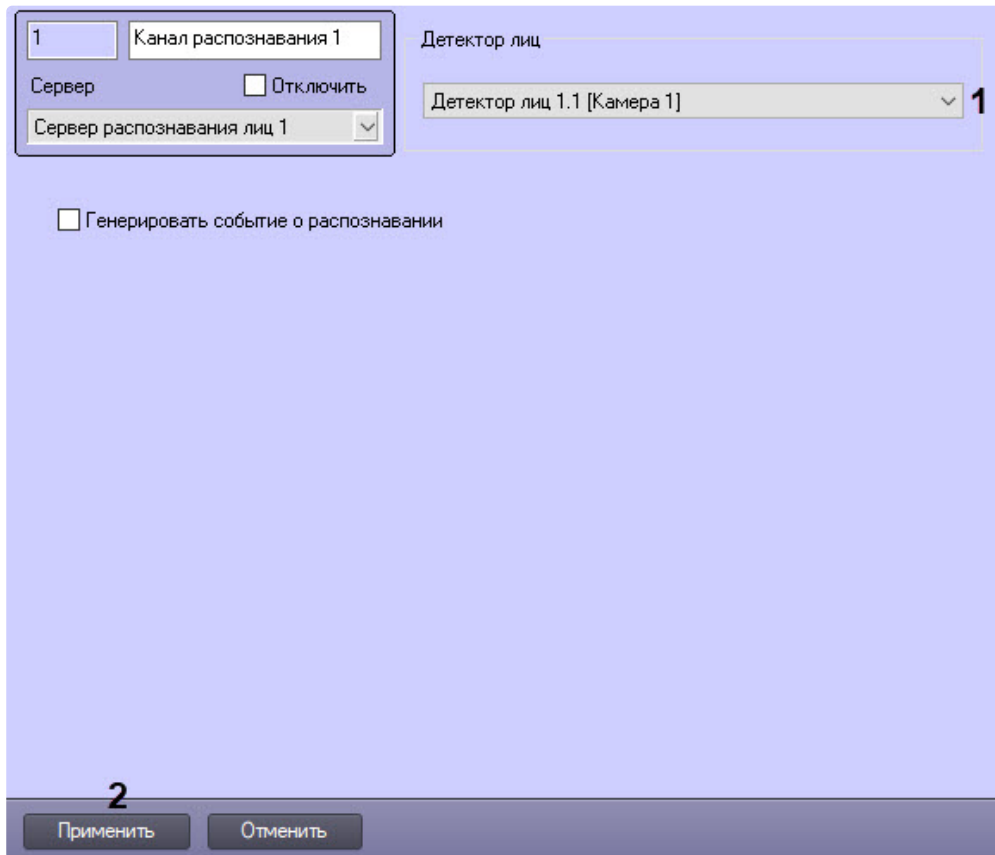 1 Канал распознавания 1
Детектор лиц
Сервер Отключить
Детектор лиц 1.1 [Камера 1] 1
Сервер распознавания лиц 1
Генерировать событие о распознавании
2
Применить Отменить